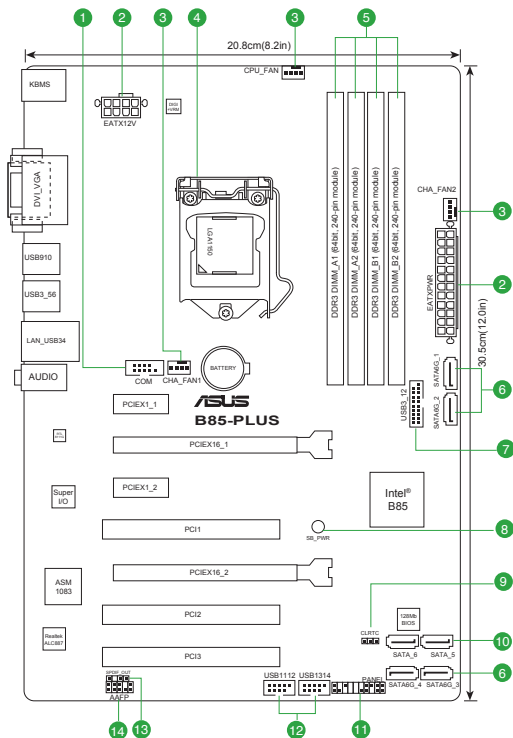 2 3 4 3 5
20.8cm(8.2in)
CPU_FAN
KBMS
DIGI
+VRM
EATX12V
DDR3 DIMM_A1 (64bit, 240-pin module)
DDR3 DIMM_A2 (64bit, 240-pin module)
DDR3 DIMM_B1 (64bit, 240-pin module)
DDR3 DIMM_B2 (64bit, 240-pin module)
CHA_FAN2
3
DVI_VGA
LGA1150
EATXPWR
2
USB910
USB3_56
30.5cm(12.0in)
LAN_USB34
1
3
COM
CHA_FAN1
BATTERY
AUDIO
SATA6G_1
SATA6G_2
6
USB3_12
7
PCIEX1_1
ASUS
B85-PLUS
PCIEX16_1
PCIEX1_2
Super
I/O
Intel®
B85
PCI1
SB_PWR
8
PCIEX16_2
ASM
1083
9
PCI2
128Mb
BIOS
CLRTC
Realtek
ALC887
SATA_6
SATA_5
10
PCI3
SPDIF_OUT
AAFP
USB1112
USB1314
PANEL
SATA6G_4
SATA6G_3
6
14 13 12 11